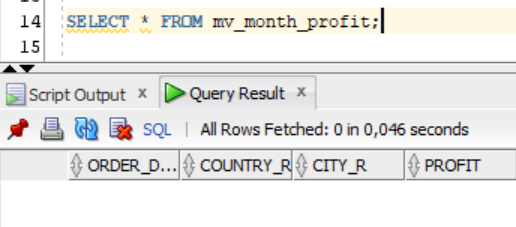 14 SELECT * FROM mv_month_profit;
15
Script Output x Query Result x
SQL | All Rows Fetched: 0 in 0,046 seconds
ORDER_D... COUNTRY_R CITY_R PROFIT